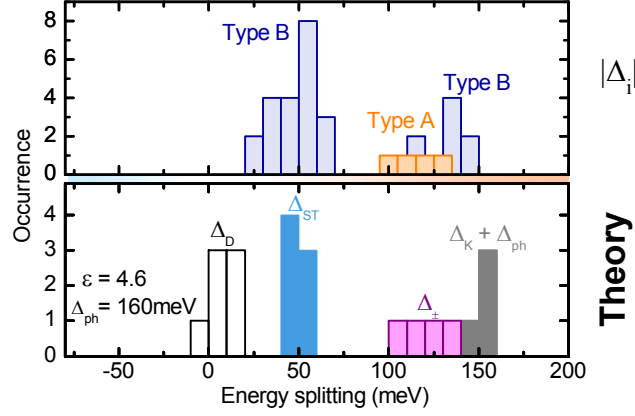 8
6
4
2
0
Type B
Type B
Type A
|Δ_i|
Occurrence
4
3
2
1
0
Δ_D
Δ_ST
Δ_K + Δ_ph
Δ_±
ε = 4.6
Δ_ph = 160meV
Theory
-50 0 50 100 150 200
Energy splitting (meV)